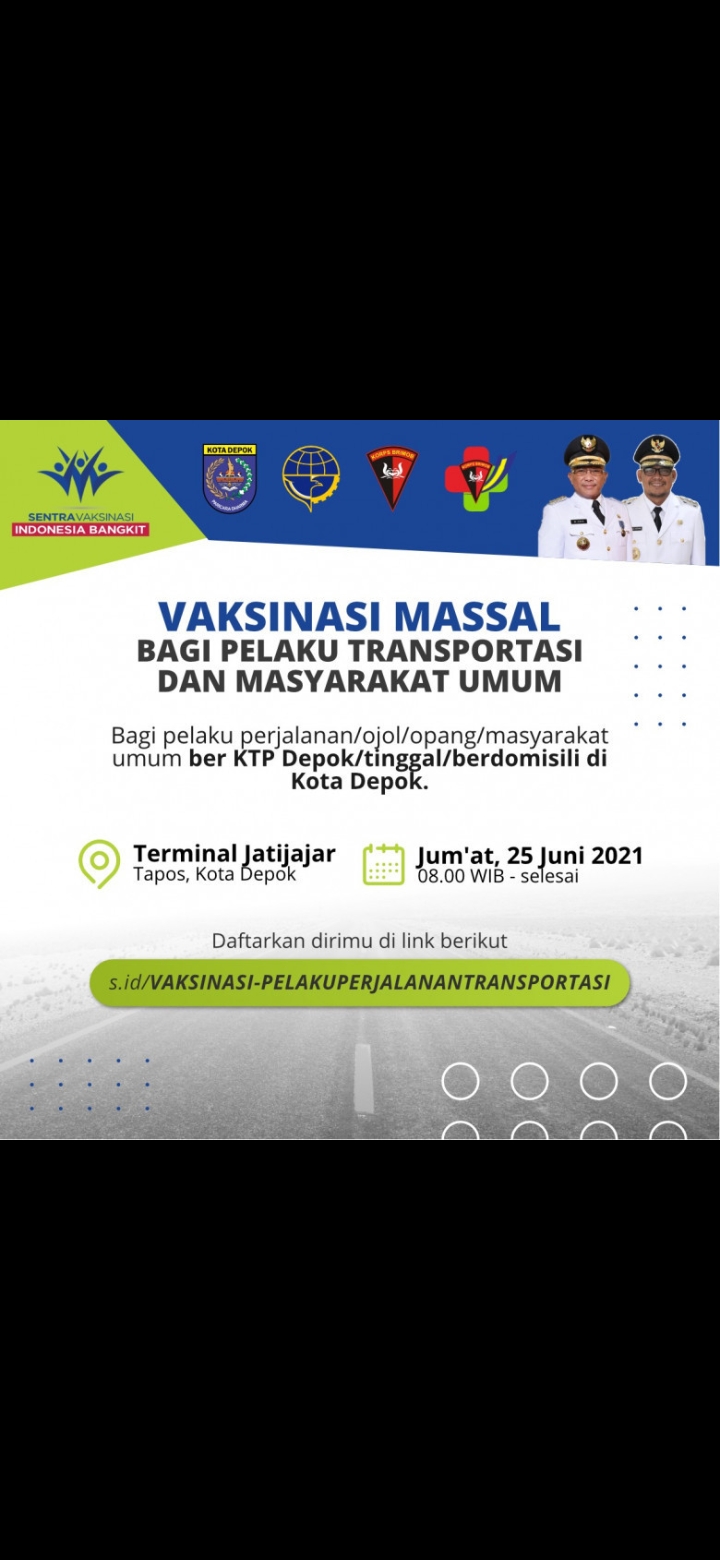 SENTRAVAKSINASI
INDONESIA BANGKIT
KOTA DEPOK
PARICARA DHARMA
KORPS BRIMOB
VAKSINASI MASSAL
BAGI PELAKU TRANSPORTASI
DAN MASYARAKAT UMUM
Bagi pelaku perjalanan/ojol/opang/masyarakat
umum ber KTP Depok/tinggal/berdomisili di
Kota Depok.
Terminal Jatijajar
Tapos, Kota Depok
Jum'at, 25 Juni 2021
08.00 WIB - selesai
Daftarkan dirimu di link berikut
s.id/VAKSINASI-PELAKUPERJALANANTRANSPORTASI